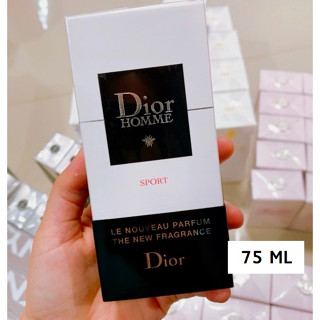 Dior
HOMME
SPORT
LE NOUVEAU PARFUM
THE NEW FRAGRANCE
Dior
75 ML